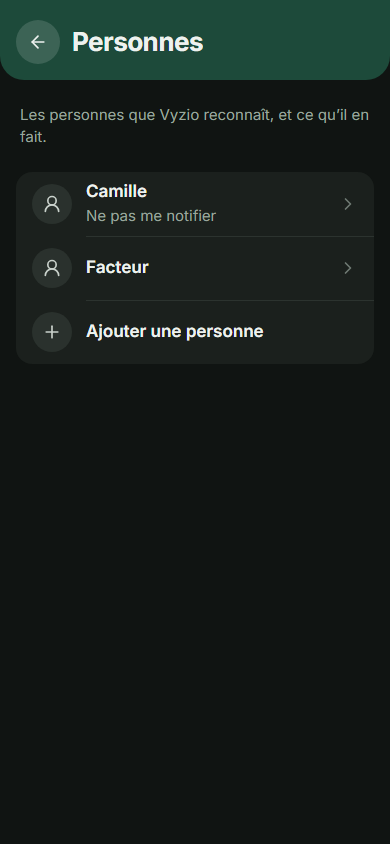 Personnes
Les personnes que Vyzio reconnaît, et ce qu'il en
fait.
Camille
Ne pas me notifier
Facteur
Ajouter une personne